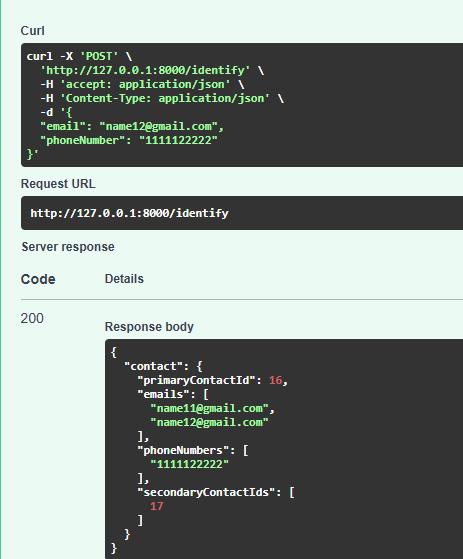 Curl
curl -X 'POST' \
  'http://127.0.0.1:8000/identify' \
  -H 'accept: application/json' \
  -H 'Content-Type: application/json' \
  -d '{
  "email": "name12@gmail.com",
  "phoneNumber": "1111122222"
}'
Request URL
http://127.0.0.1:8000/identify
Server response
Code Details
200
Response body
{
  "contact": {
    "primaryContactId": 16,
    "emails": [
      "name11@gmail.com",
      "name12@gmail.com"
    ],
    "phoneNumbers": [
      "1111122222"
    ],
    "secondaryContactIds": [
      17
    ]
  }
}